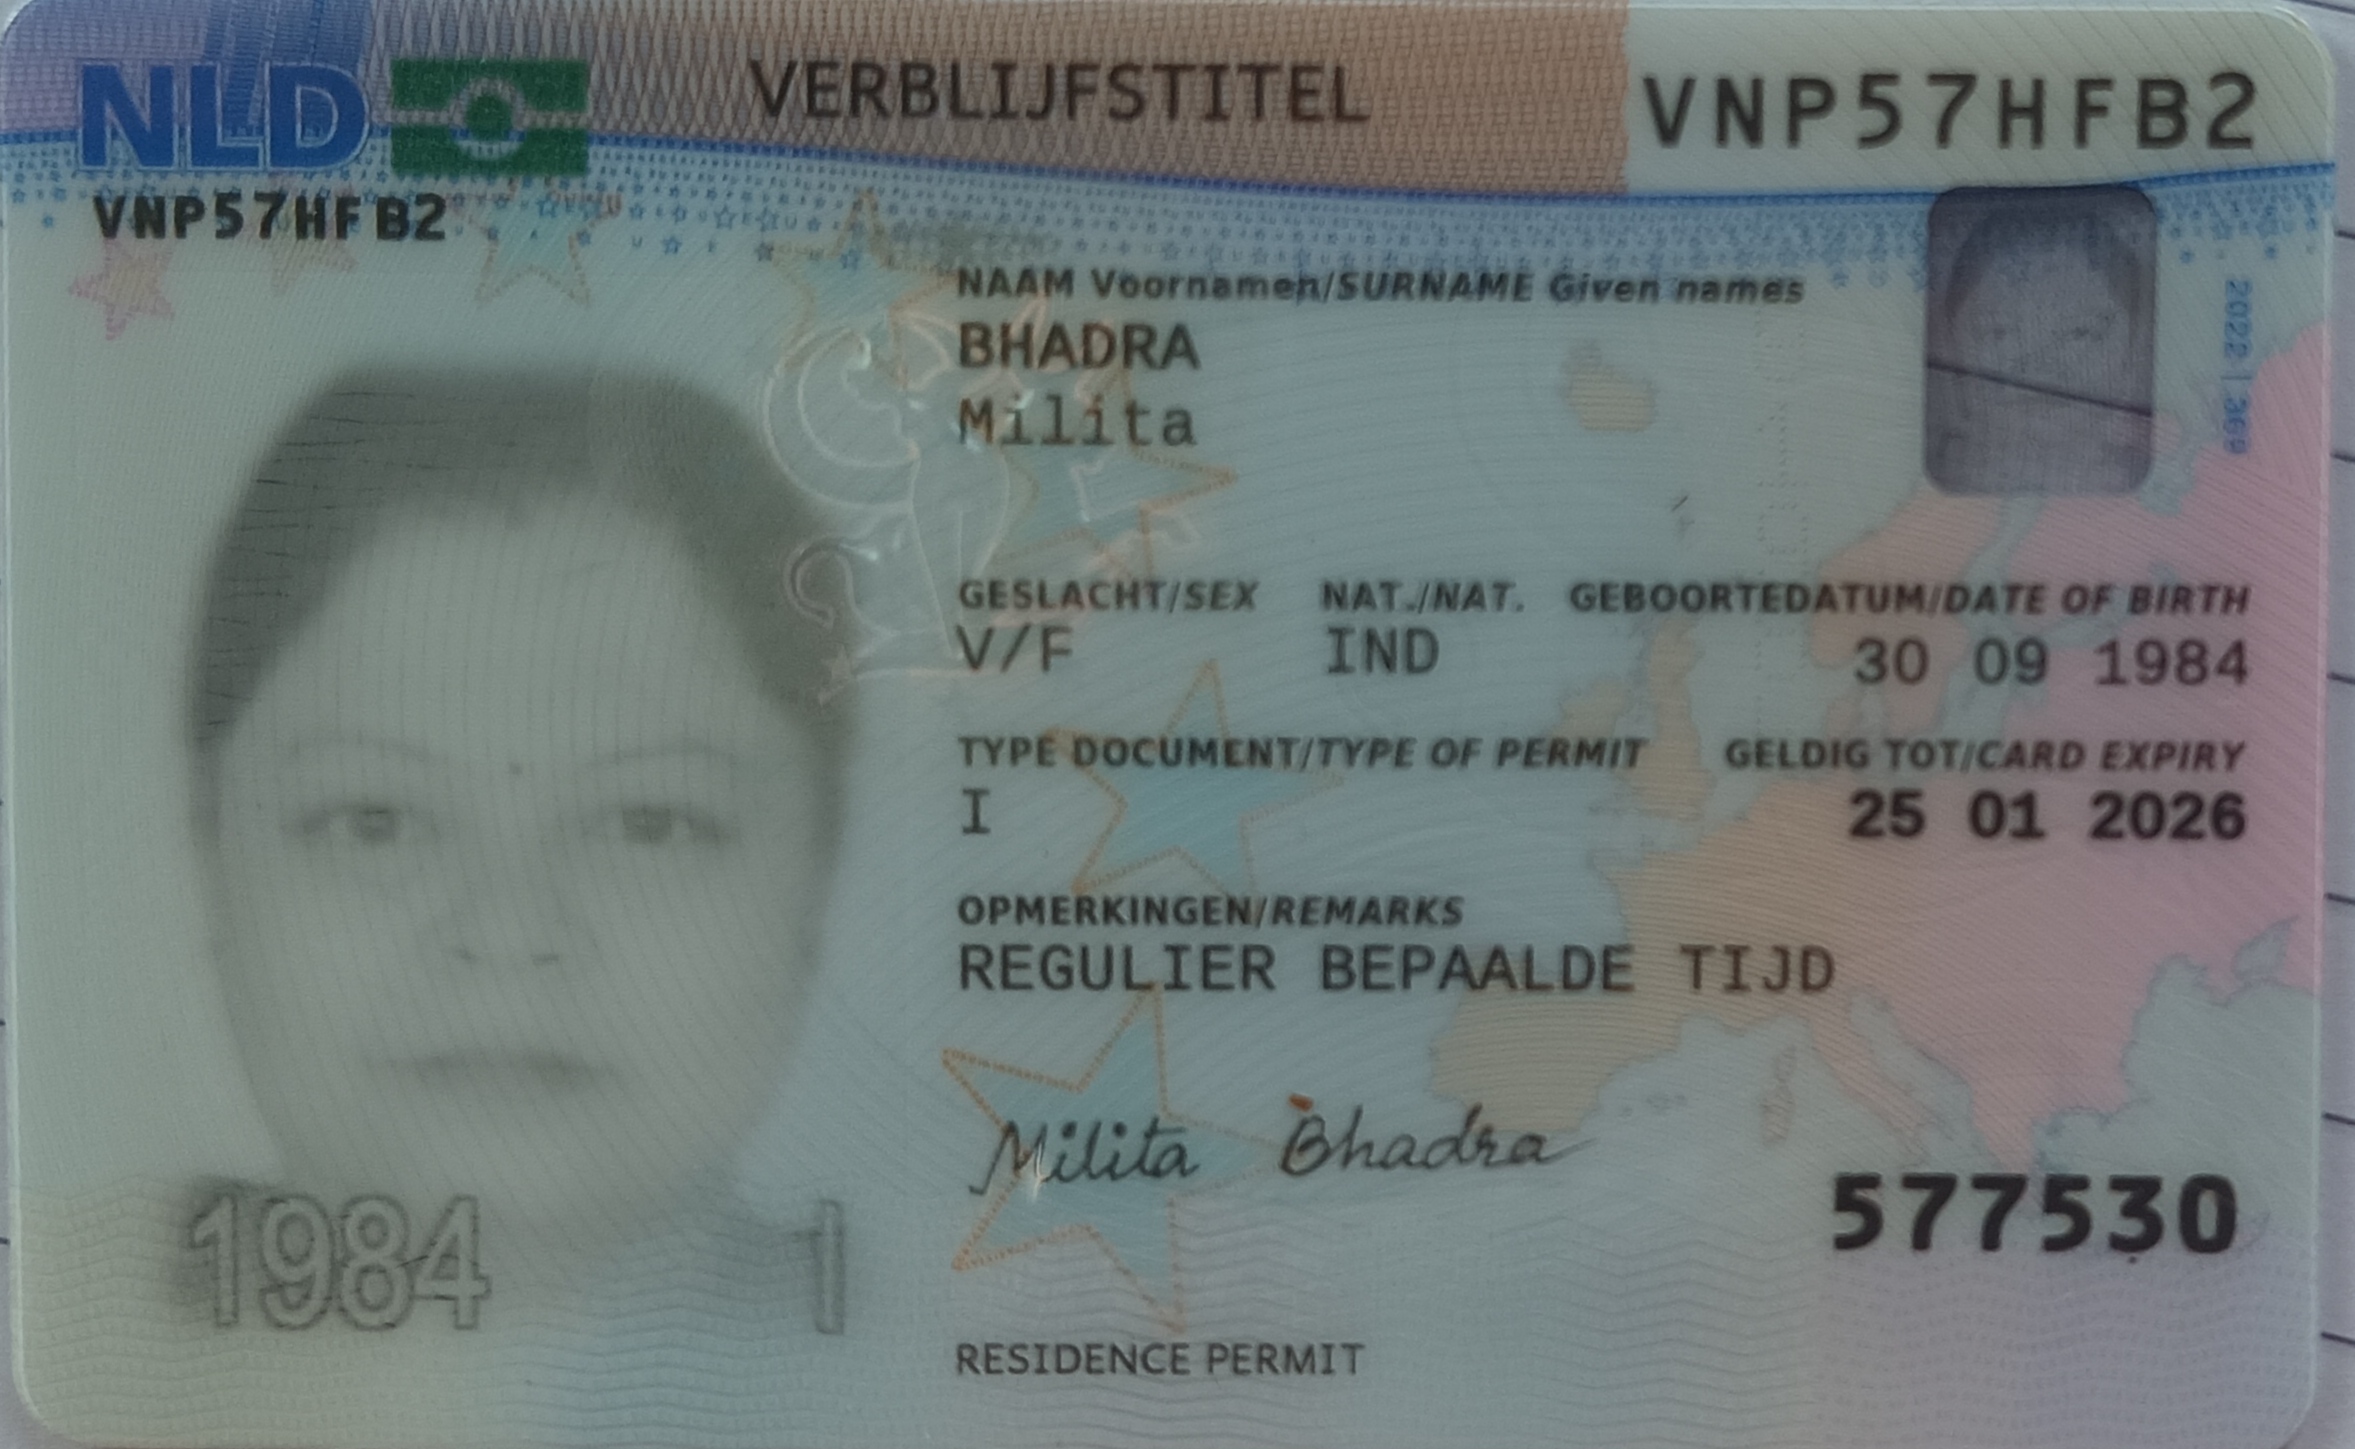 NLD
VERBLIJFSTITEL
VNP57HFB2
VNP57HFB2
NAAM Voornamen/SURNAME Given names
BHADRA
Milita
GESLACHT/SEX NAT./NAT. GEBOORTEDATUM/DATE OF BIRTH
V/F IND 30 09 1984
TYPE DOCUMENT/TYPE OF PERMIT GELDIG TOT/CARD EXPIRY
I 25 01 2026
OPMERKINGEN/REMARKS
REGULIER BEPAALDE TIJD
Milita Bhadra
577530
1984 I
RESIDENCE PERMIT